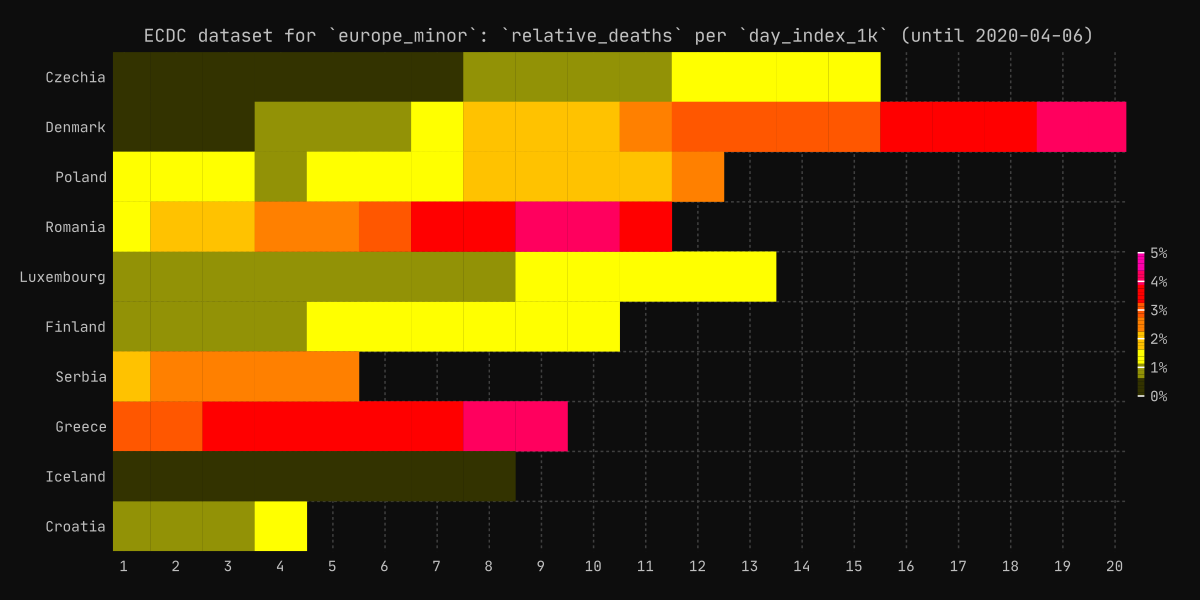 ECDC dataset for `europe_minor`: `relative_deaths` per `day_index_1k` (until 2020-04-06)
Czechia
Denmark
Poland
Romania
Luxembourg
Finland
Serbia
Greece
Iceland
Croatia
1 2 3 4 5 6 7 8 9 10 11 12 13 14 15 16 17 18 19 20
5%
4%
3%
2%
1%
0%